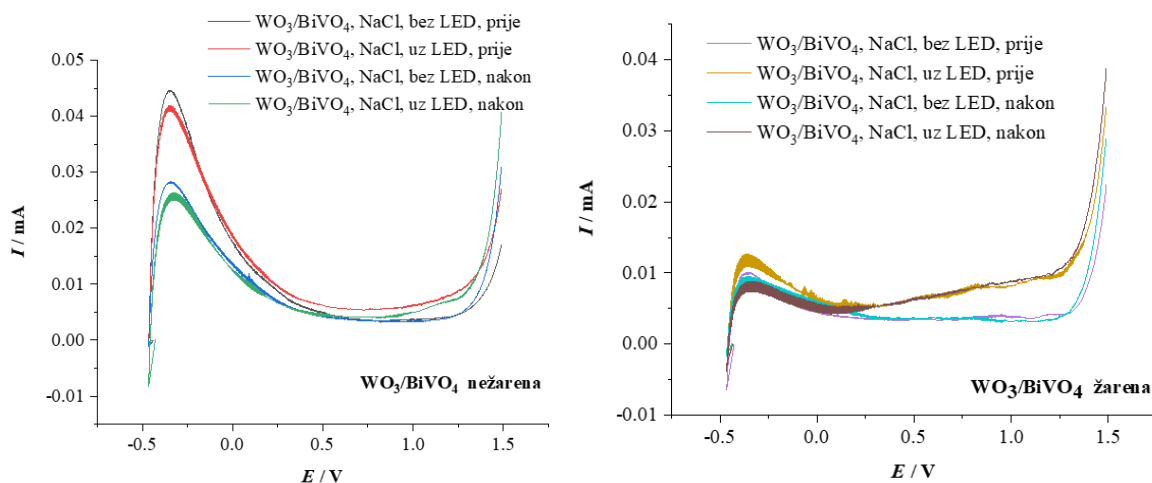 WO3/BiVO4, NaCl, bez LED, prije
WO3/BiVO4, NaCl, uz LED, prije
WO3/BiVO4, NaCl, bez LED, nakon
WO3/BiVO4, NaCl, uz LED, nakon
0.05
0.04
0.03
0.02
0.01
0.00
-0.01
I / mA
WO3/BiVO4 nežarena
-0.5 0.0 0.5 1.0 1.5
E / V
WO3/BiVO4, NaCl, bez LED, prije
WO3/BiVO4, NaCl, uz LED, prije
WO3/BiVO4, NaCl, bez LED, nakon
WO3/BiVO4, NaCl, uz LED, nakon
0.04
0.03
0.02
0.01
0.00
-0.01
I / mA
WO3/BiVO4 žarena
-0.5 0.0 0.5 1.0 1.5
E / V